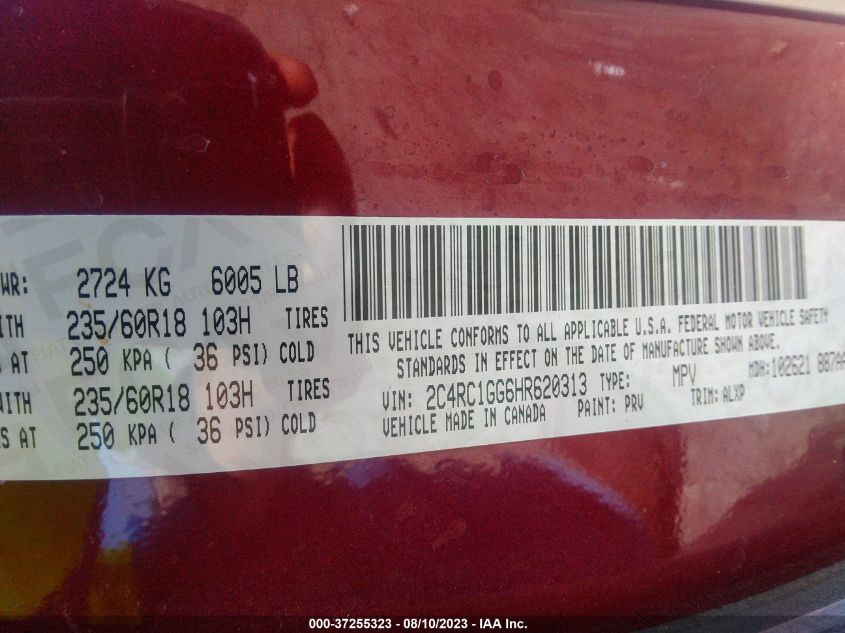 WR: 2724 KG 6005 LB
ITH 235/60R18 103H TIRES
S AT 250 KPA ( 36 PSI) COLD
WITH 235/60R18 103H
S AT 250 KPA ( 36 PSI) COLD
THIS VEHICLE CONFORMS TO ALL APPLICABLE U.S.A. FEDERAL MOTOR VEHICLE SAFETY
STANDARDS IN EFFECT ON THE DATE OF MANUFACTURE SHOWN ABOVE.
VIN: 2C4RC1GG6HR620313 TYPE: MPV MDH: 102621 887AA
VEHICLE MADE IN CANADA PAINT: PRV TRIM: ALXP
000-37255323 - 08/10/2023 - IAA Inc.